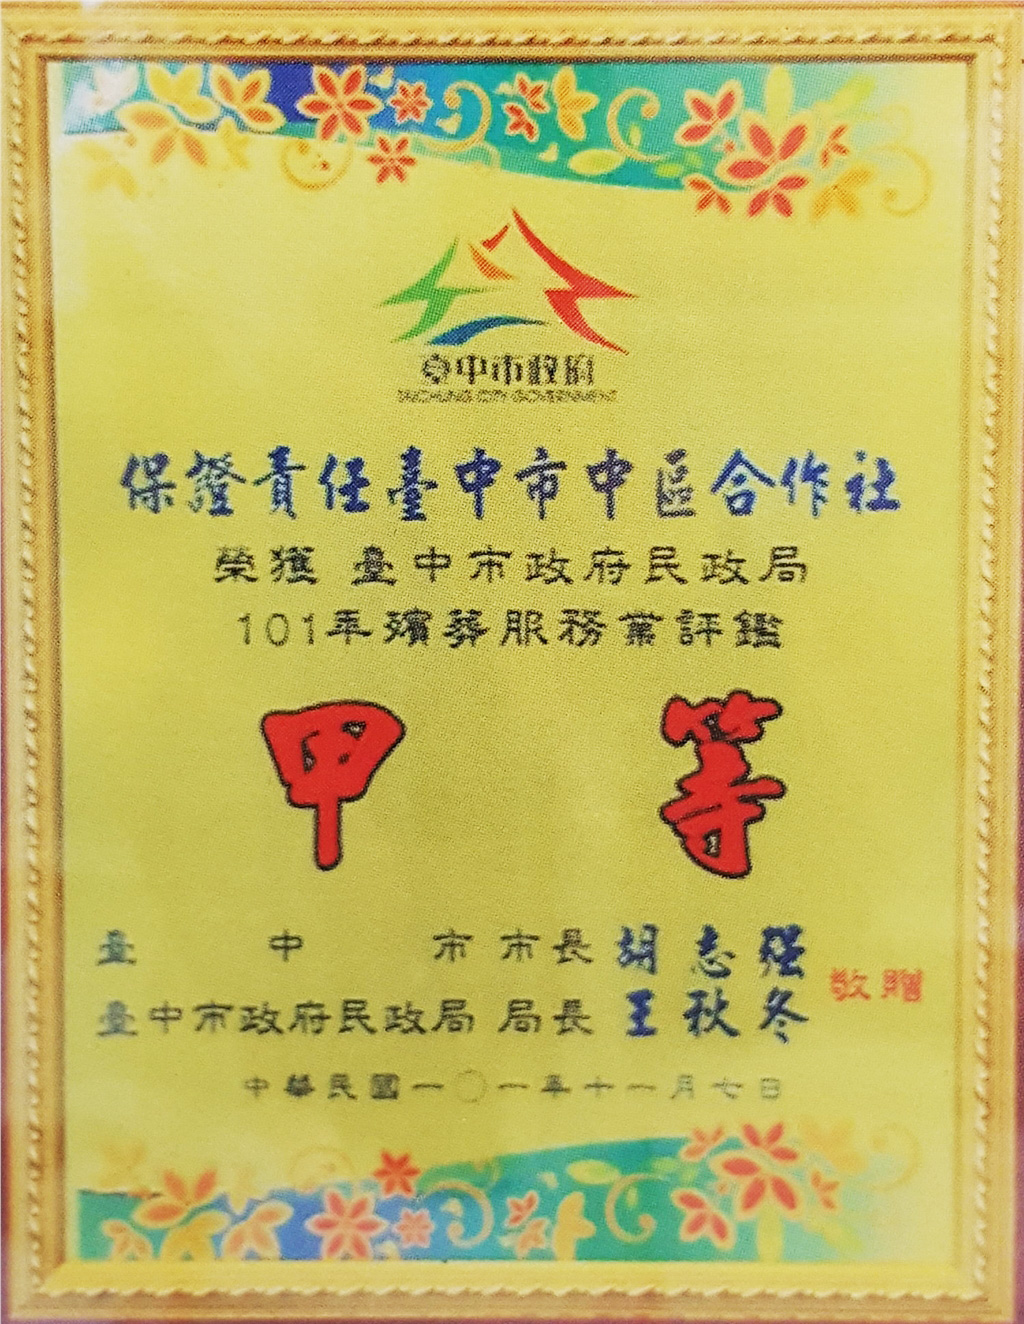 臺中市政府
TAICHUNG CITY GOVERNMENT
保證責任臺中市中區合作社
榮獲 臺中市政府民政局
101年殯葬服務業評鑑
甲 等
臺 中 市 市長 胡志强
臺中市政府民政局 局長 王秋冬
敬贈
中華民國一〇一年十一月七日